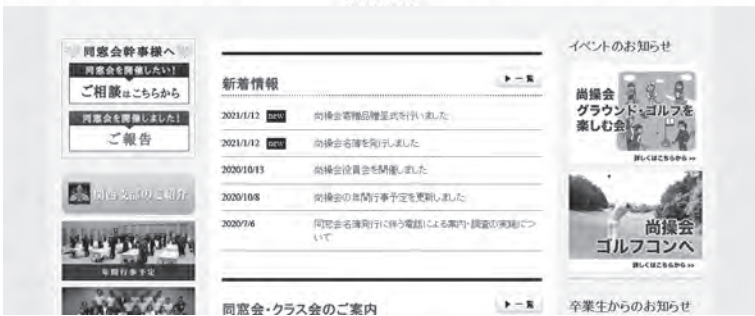 同窓会幹事様へ
同窓会を開催したい!
ご相談はこちらから
同窓会を開催しました!
ご報告
関西支部のご紹介
年間行事予定
新着情報
▶一覧
2021/1/12 new 尚操会寄贈品贈呈式を行いました
2021/1/12 new 尚操会名簿を発行しました
2020/10/13 尚操会役員会を開催しました
2020/10/8 尚操会の年間行事予定を更新しました
2020/7/6 同窓会名簿発行に伴う電話による案内・調査の実施につ
いて
同窓会・クラス会のご案内
▶一覧
イベントのお知らせ
尚操会
グラウンド・ゴルフを
楽しむ会
詳しくはこちらから >>
尚操会
ゴルフコンペ
詳しくはこちらから >>
卒業生からのお知らせ